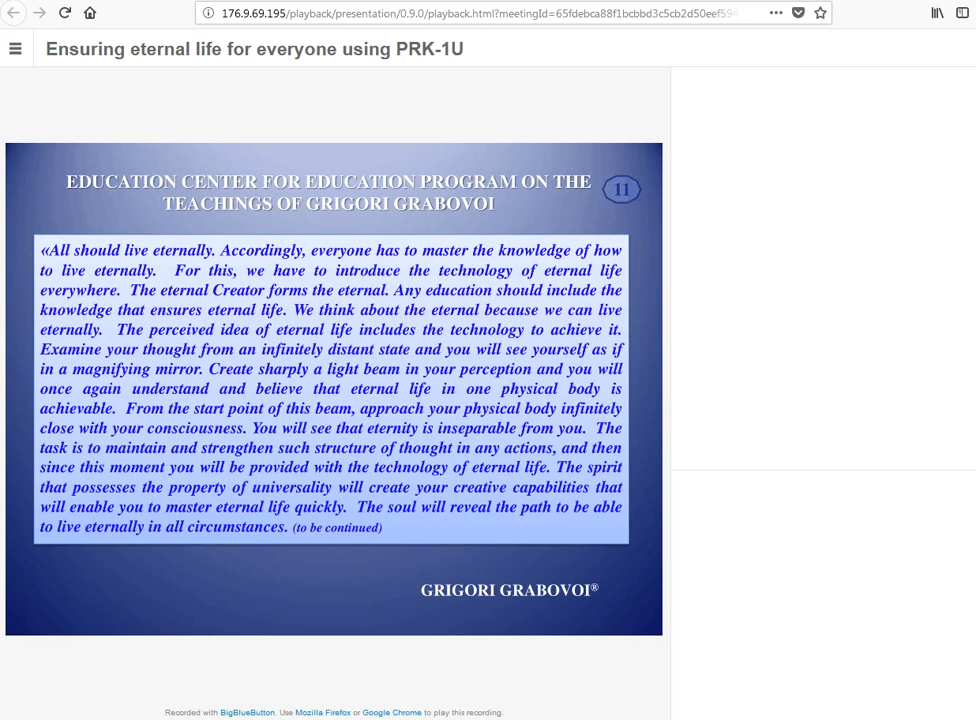 176.9.69.195/playback/presentation/0.9.0/playback.html?meetingId=65fdebca88f1bcbbd3c5cb2d50eef594
Ensuring eternal life for everyone using PRK-1U
EDUCATION CENTER FOR EDUCATION PROGRAM ON THE
TEACHINGS OF GRIGORI GRABOVOI
11
«All should live eternally. Accordingly, everyone has to master the knowledge of how
to live eternally. For this, we have to introduce the technology of eternal life
everywhere. The eternal Creator forms the eternal. Any education should include the
knowledge that ensures eternal life. We think about the eternal because we can live
eternally. The perceived idea of eternal life includes the technology to achieve it.
Examine your thought from an infinitely distant state and you will see yourself as if
in a magnifying mirror. Create sharply a light beam in your perception and you will
once again understand and believe that eternal life in one physical body is
achievable. From the start point of this beam, approach your physical body infinitely
close with your consciousness. You will see that eternity is inseparable from you. The
task is to maintain and strengthen such structure of thought in any actions, and then
since this moment you will be provided with the technology of eternal life. The spirit
that possesses the property of universality will create your creative capabilities that
will enable you to master eternal life quickly. The soul will reveal the path to be able
to live eternally in all circumstances. (to be continued)
GRIGORI GRABOVOI®
Recorded with BigBlueButton. Use Mozilla Firefox or Google Chrome to play this recording.